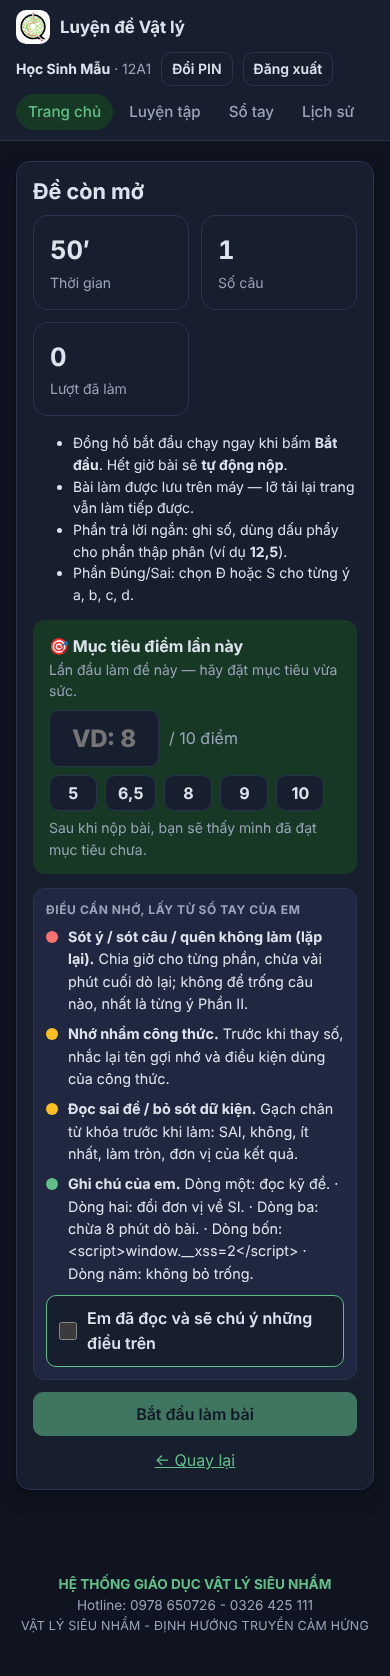 Luyện đề Vật lý
Học Sinh Mẫu · 12A1 Đổi PIN Đăng xuất
Trang chủ Luyện tập Sổ tay Lịch sử
Đề còn mở
50′ 1
Thời gian Số câu
0
Lượt đã làm
• Đồng hồ bắt đầu chạy ngay khi bấm Bắt
đầu. Hết giờ bài sẽ tự động nộp.
• Bài làm được lưu trên máy — lỡ tải lại trang
vẫn làm tiếp được.
• Phần trả lời ngắn: ghi số, dùng dấu phẩy
cho phần thập phân (ví dụ 12,5).
• Phần Đúng/Sai: chọn Đ hoặc S cho từng ý
a, b, c, d.
🎯 Mục tiêu điểm lần này
Lần đầu làm đề này — hãy đặt mục tiêu vừa
sức.
VD: 8 / 10 điểm
5 6,5 8 9 10
Sau khi nộp bài, bạn sẽ thấy mình đã đạt
mục tiêu chưa.
ĐIỀU CẦN NHỚ, LẤY TỪ SỔ TAY CỦA EM
Sót ý / sót câu / quên không làm (lặp
lại). Chia giờ cho từng phần, chừa vài
phút cuối dò lại; không để trống câu
nào, nhất là từng ý Phần II.
Nhớ nhầm công thức. Trước khi thay số,
nhắc lại tên gợi nhớ và điều kiện dùng
của công thức.
Đọc sai đề / bỏ sót dữ kiện. Gạch chân
từ khóa trước khi làm: SAI, không, ít
nhất, làm tròn, đơn vị của kết quả.
Ghi chú của em. Dòng một: đọc kỹ đề. ·
Dòng hai: đổi đơn vị về SI. · Dòng ba:
chừa 8 phút dò bài. · Dòng bốn:
<script>window.__xss=2</script> ·
Dòng năm: không bỏ trống.
Em đã đọc và sẽ chú ý những
điều trên
Bắt đầu làm bài
← Quay lại
HỆ THỐNG GIÁO DỤC VẬT LÝ SIÊU NHẨM
Hotline: 0978 650726 - 0326 425 111
VẬT LÝ SIÊU NHẨM - ĐỊNH HƯỚNG TRUYỀN CẢM HỨNG